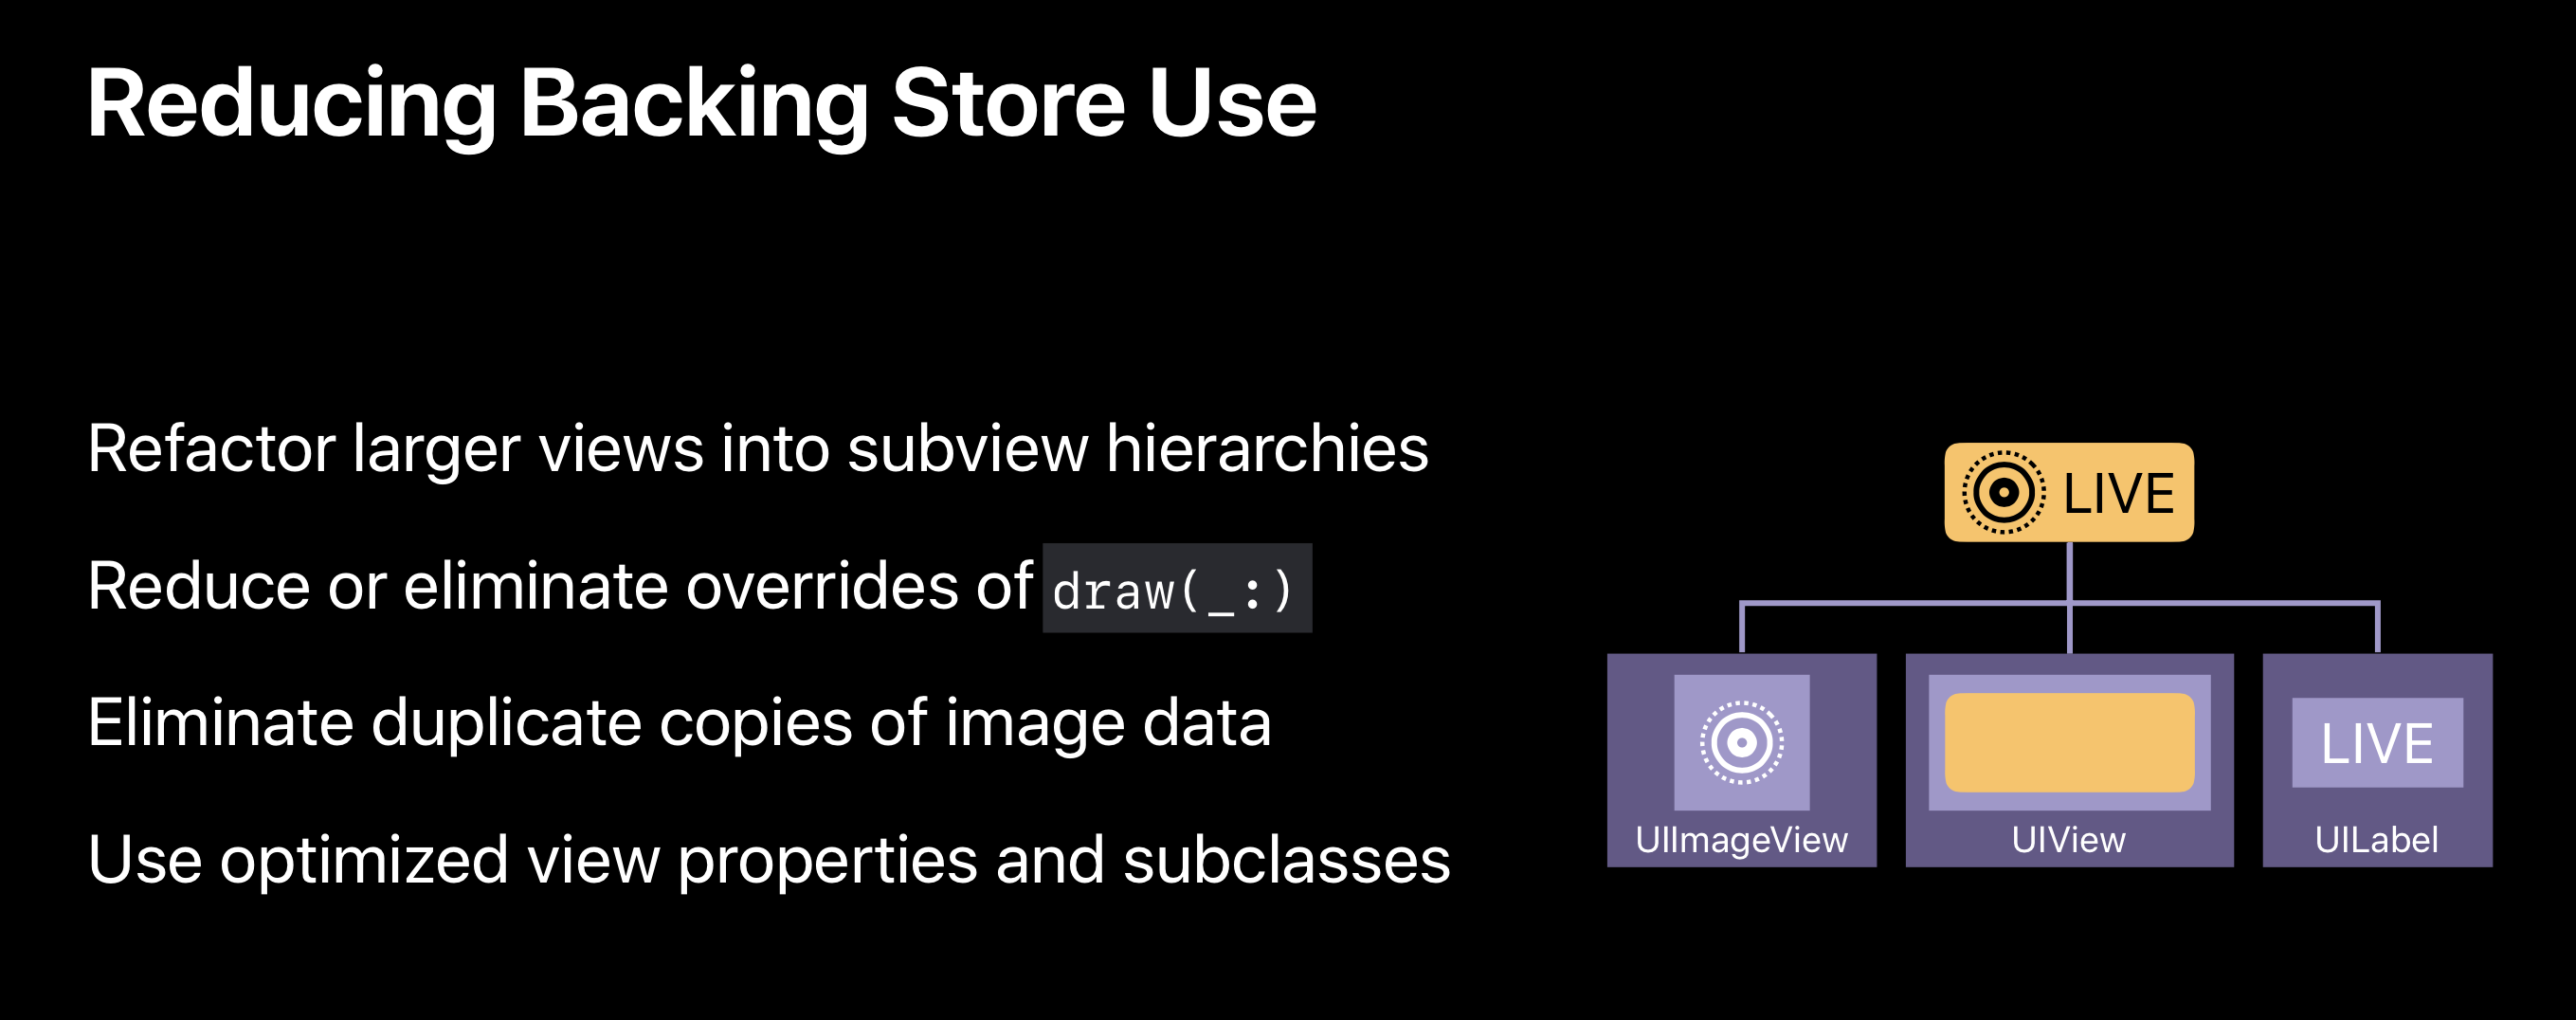 Reducing Backing Store Use
Refactor larger views into subview hierarchies
Reduce or eliminate overrides of draw(_:)
Eliminate duplicate copies of image data
Use optimized view properties and subclasses
LIVE
LIVE
UIImageView
UIView
UILabel